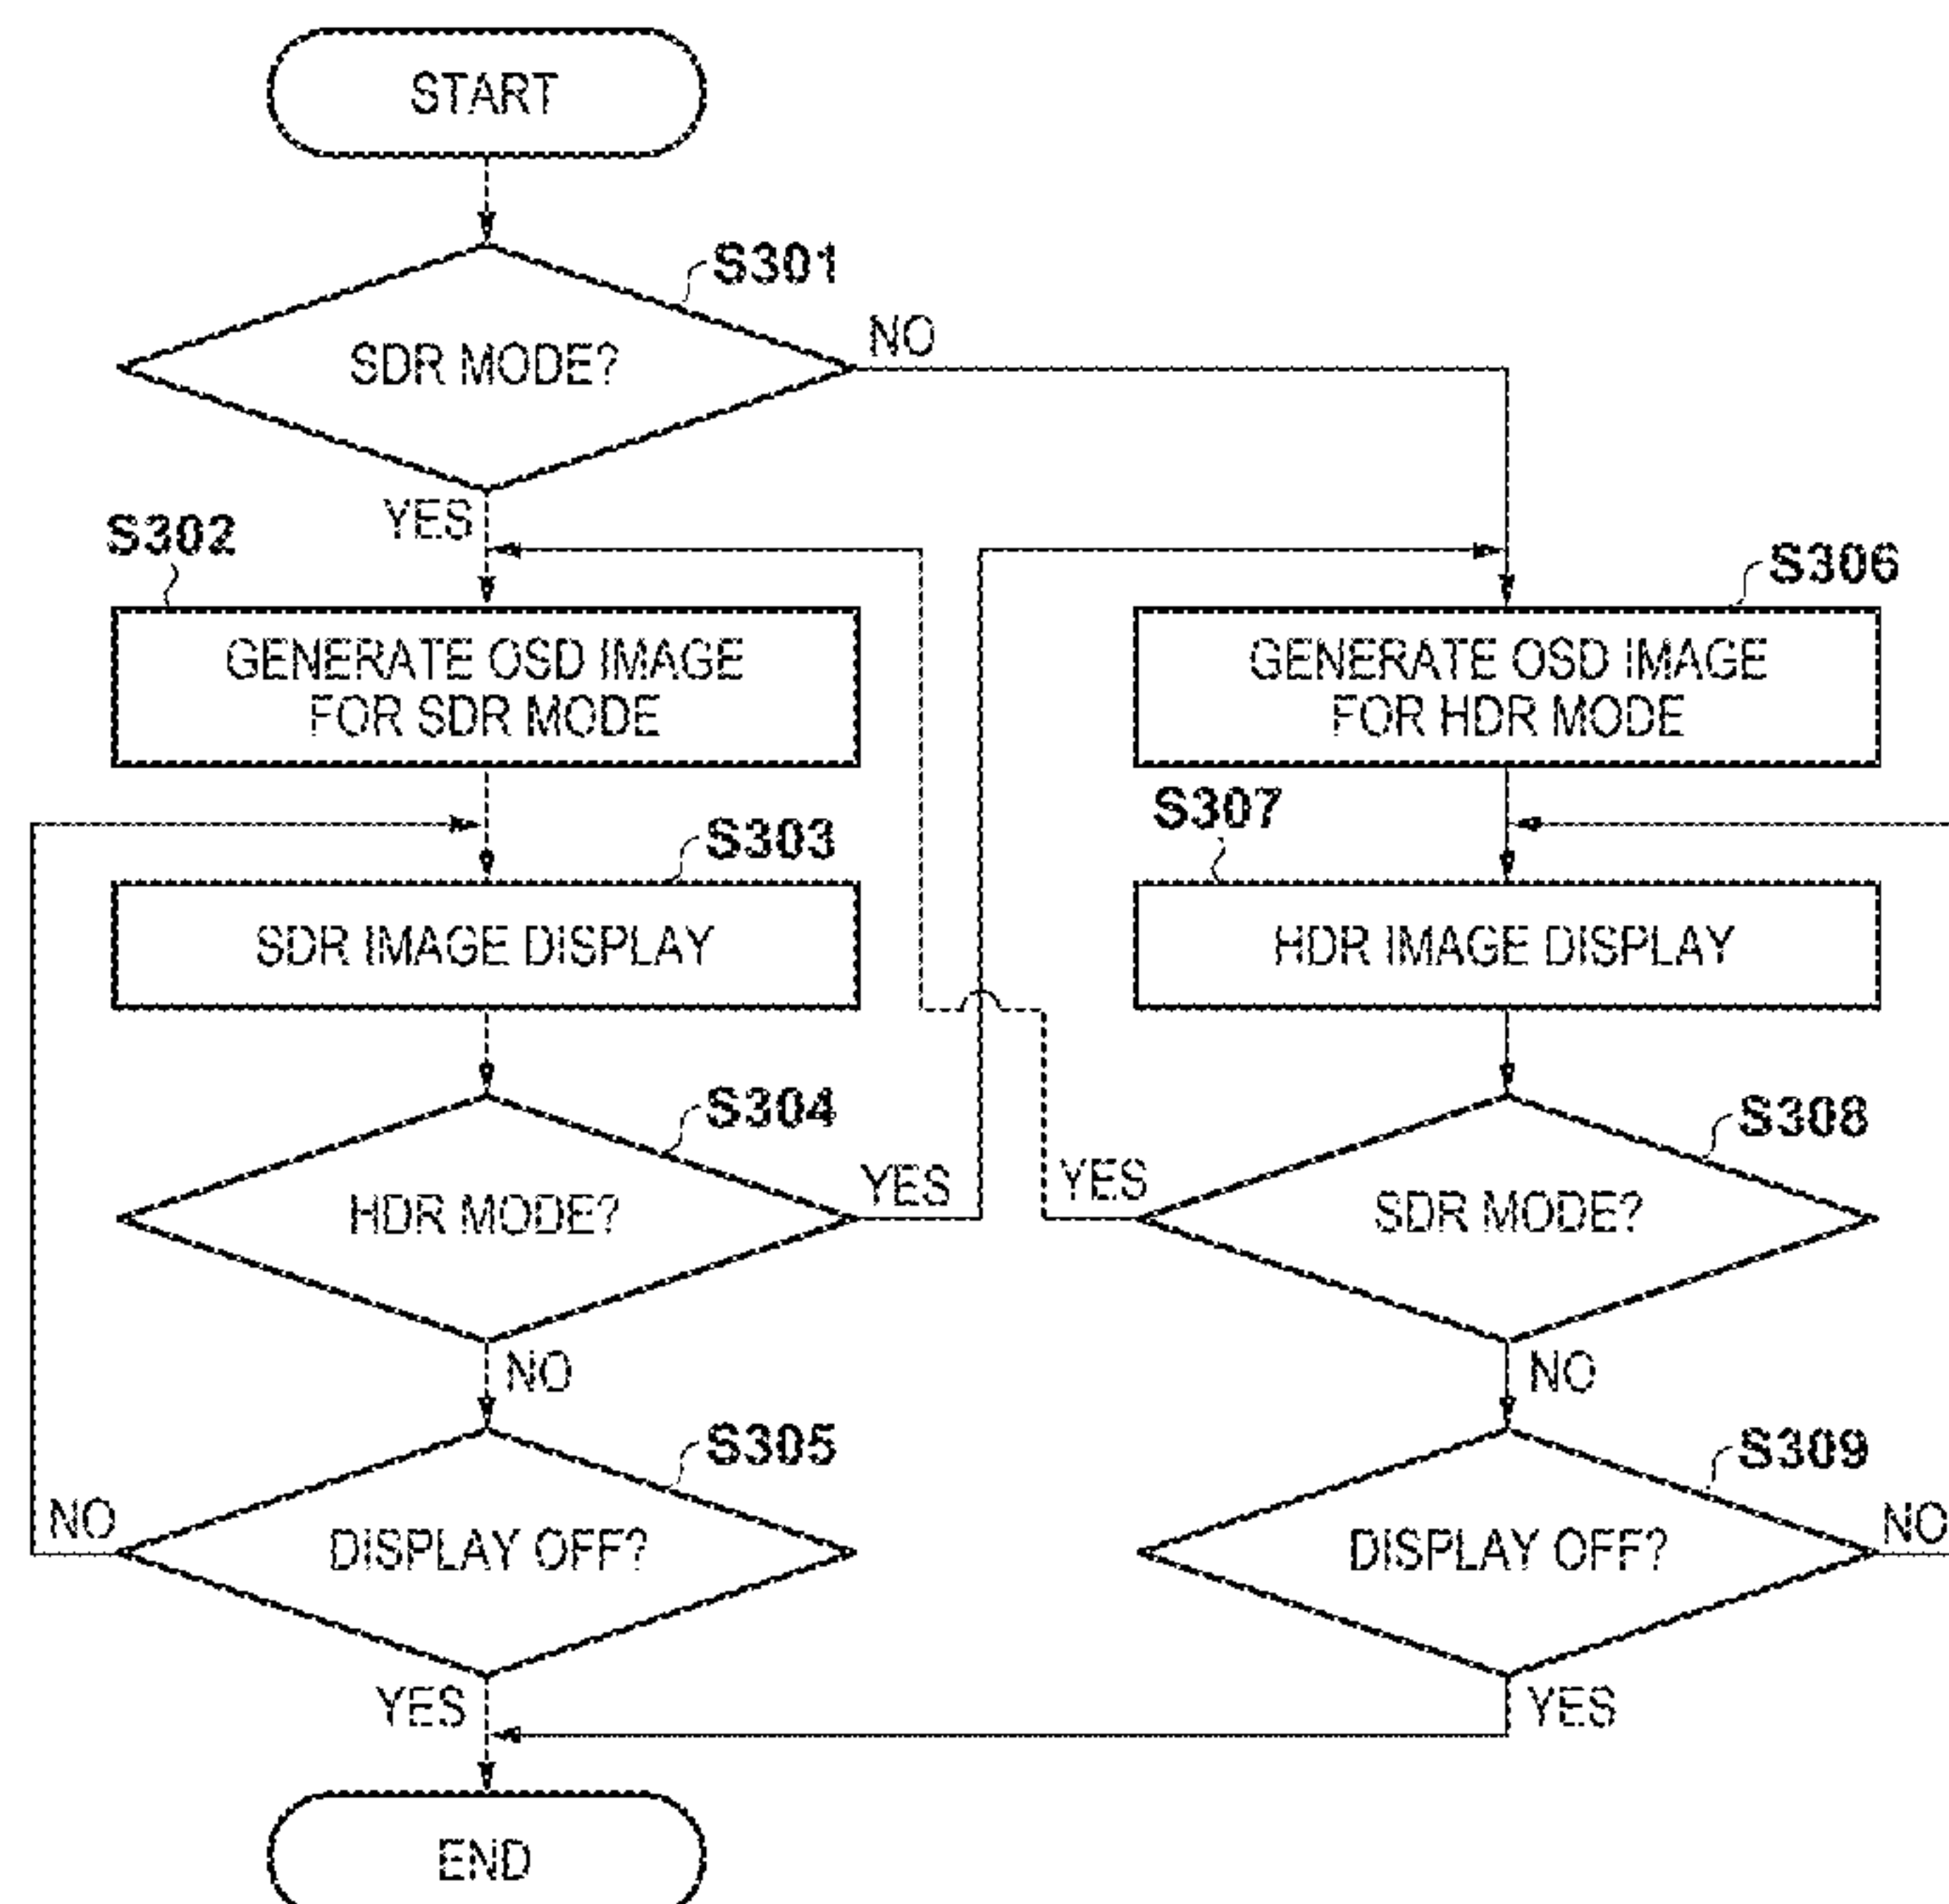 START
S301
SDR MODE?
NO
YES
S302
GENERATE OSD IMAGE
FOR SDR MODE
S306
GENERATE OSD IMAGE
FOR HDR MODE
S303
SDR IMAGE DISPLAY
S307
HDR IMAGE DISPLAY
S304
HDR MODE?
YES
NO
S308
SDR MODE?
YES
NO
S305
DISPLAY OFF?
NO
YES
S309
DISPLAY OFF?
NO
YES
END